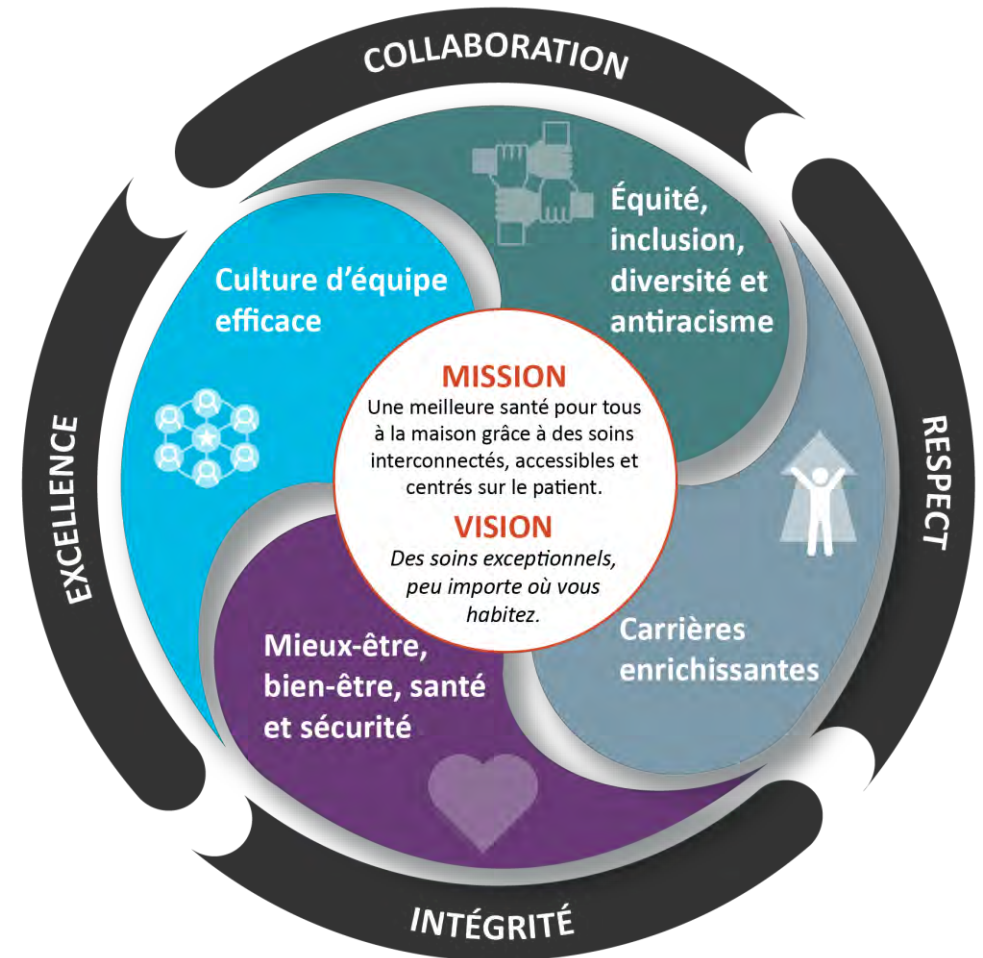 COLLABORATION
Culture d’équipe
efficace
Équité,
inclusion,
diversité et
antiracisme
MISSION
Une meilleure santé pour tous
à la maison grâce à des soins
interconnectés, accessibles et
centrés sur le patient.
VISION
Des soins exceptionnels,
peu importe où vous
habitez.
EXCELLENCE
RESPECT
Mieux-être,
bien-être, santé
et sécurité
Carrières
enrichissantes
INTÉGRITÉ